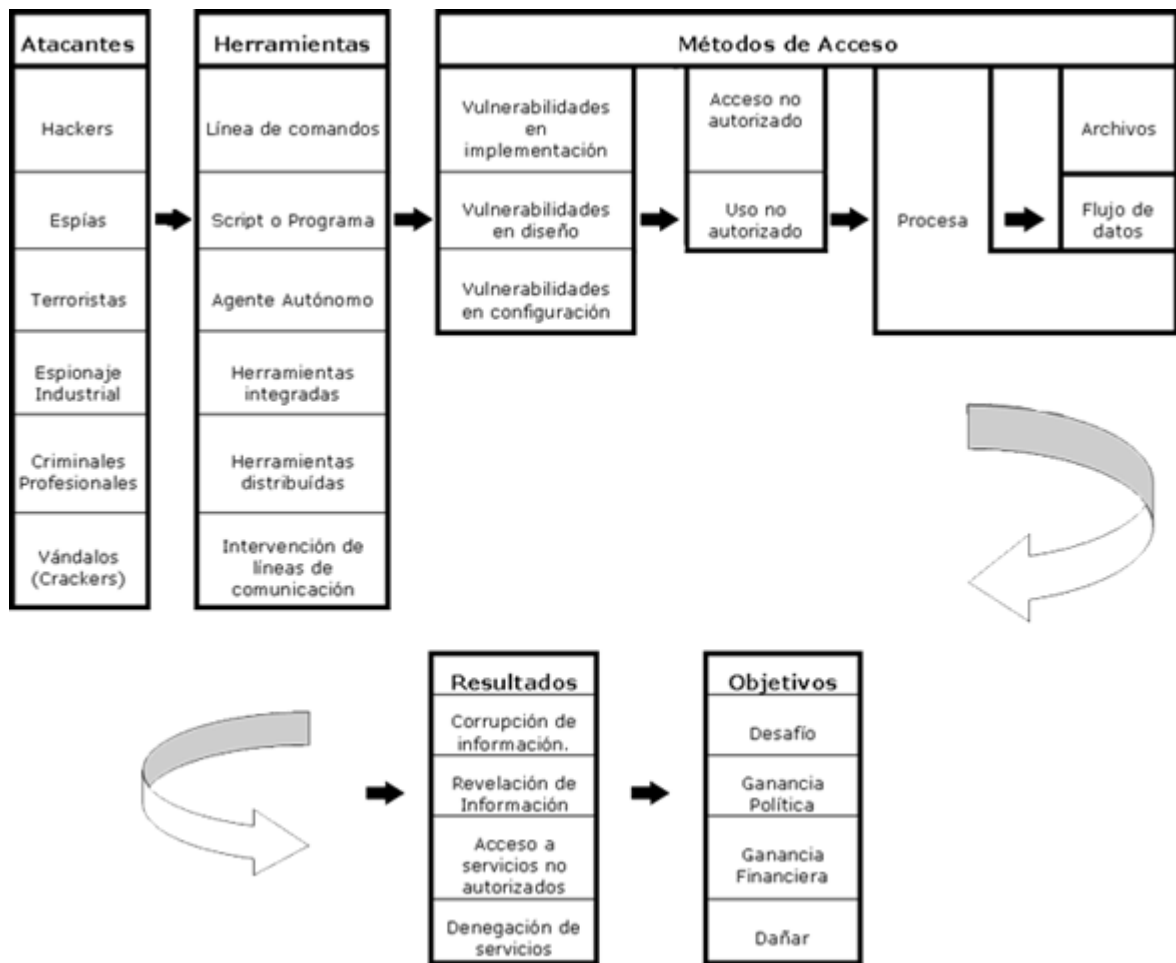 Atacantes
Hackers
Espías
Terroristas
Espionaje
Industrial
Criminales
Profesionales
Vándalos
(Crackers)
Herramientas
Línea de comandos
Script o Programa
Agente Autónomo
Herramientas
integradas
Herramientas
distribuídas
Intervención de
líneas de
comunicación
Métodos de Acceso
Vulnerabilidades
en
implementación
Vulnerabilidades
en diseño
Vulnerabilidades
en configuración
Acceso no
autorizado
Uso no
autorizado
Procesa
Archivos
Flujo de
datos
Resultados
Corrupción de
información.
Revelación de
Información
Acceso a
servicios no
autorizados
Denegación de
servicios
Objetivos
Desafío
Ganancia
Política
Ganancia
Financiera
Dañar